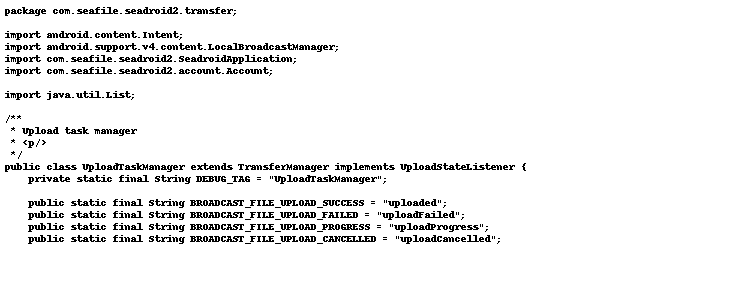 package com.seafile.seadroid2.transfer;

import android.content.Intent;
import android.support.v4.content.LocalBroadcastManager;
import com.seafile.seadroid2.SeadroidApplication;
import com.seafile.seadroid2.account.Account;

import java.util.List;

/**
 * Upload task manager
 * <p/>
 */
public class UploadTaskManager extends TransferManager implements UploadStateListener {
    private static final String DEBUG_TAG = "UploadTaskManager";

    public static final String BROADCAST_FILE_UPLOAD_SUCCESS = "uploaded";
    public static final String BROADCAST_FILE_UPLOAD_FAILED = "uploadFailed";
    public static final String BROADCAST_FILE_UPLOAD_PROGRESS = "uploadProgress";
    public static final String BROADCAST_FILE_UPLOAD_CANCELLED = "uploadCancelled";